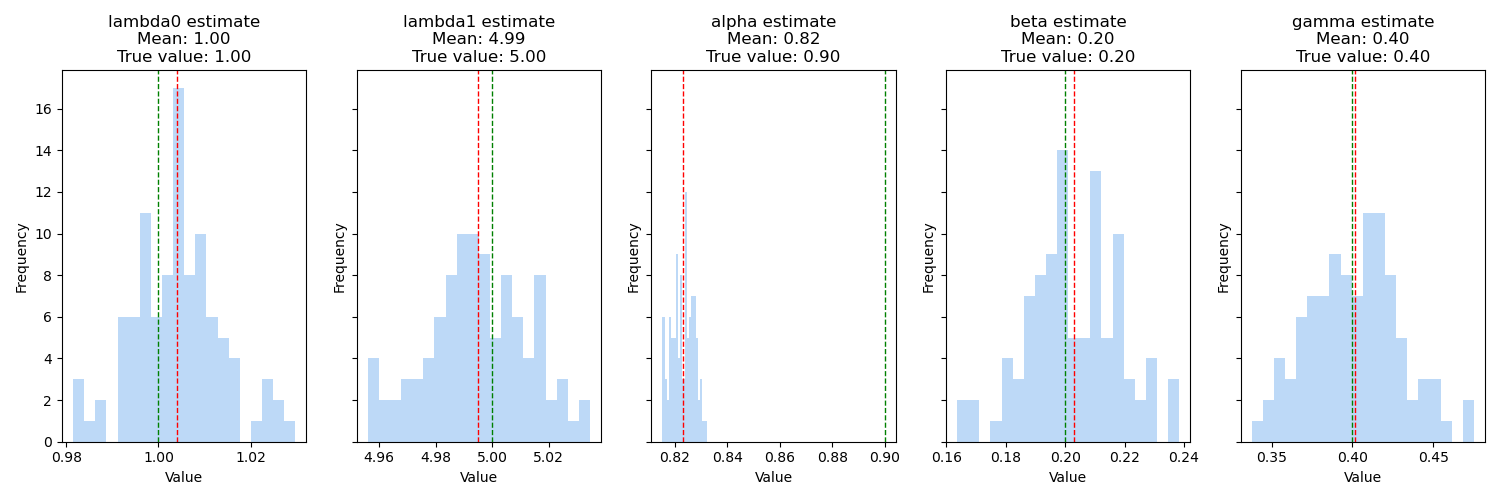 lambda0 estimate
Mean: 1.00
True value: 1.00
lambda1 estimate
Mean: 4.99
True value: 5.00
alpha estimate
Mean: 0.82
True value: 0.90
beta estimate
Mean: 0.20
True value: 0.20
gamma estimate
Mean: 0.40
True value: 0.40
Frequency
16
14
12
10
8
6
4
2
0
0.98 1.00 1.02
Value
Frequency
4.96 4.98 5.00 5.02
Value
Frequency
0.82 0.84 0.86 0.88 0.90
Value
Frequency
0.16 0.18 0.20 0.22 0.24
Value
Frequency
0.35 0.40 0.45
Value